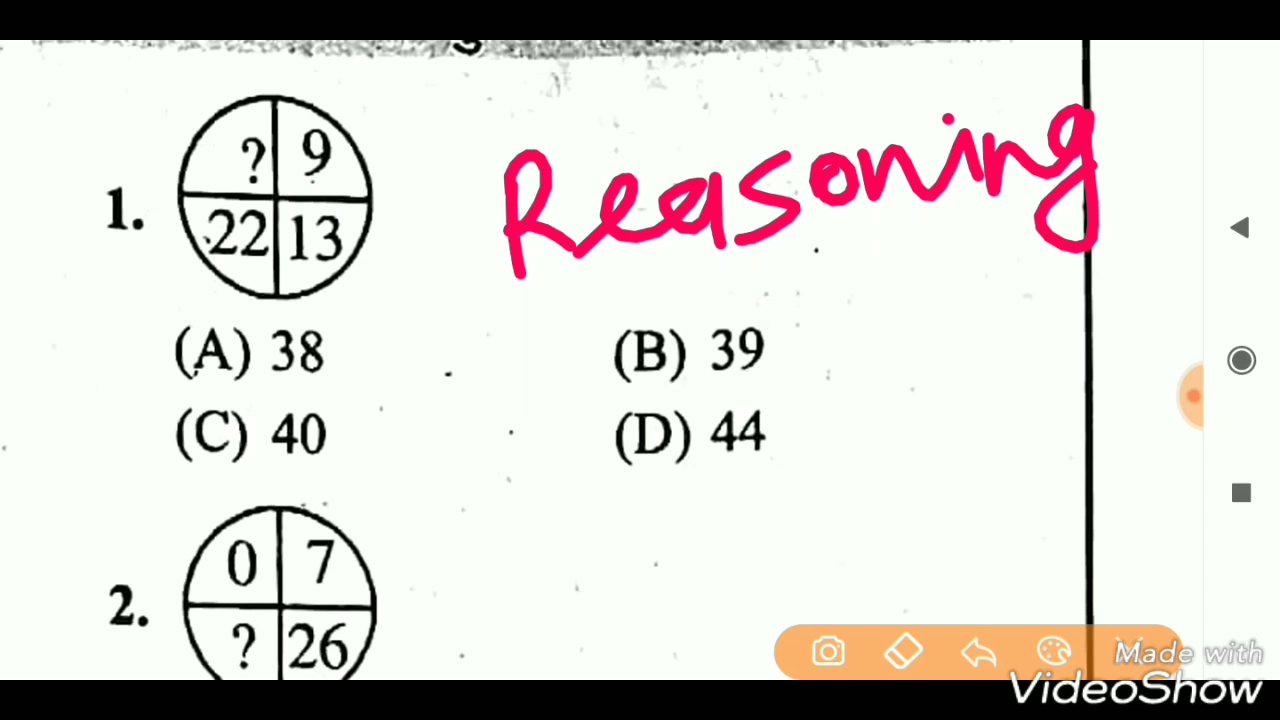 1.
? 9
22 13
Reasoning
(A) 38 (B) 39
(C) 40 (D) 44
2.
0 7
? 26
Made with
VideoShow